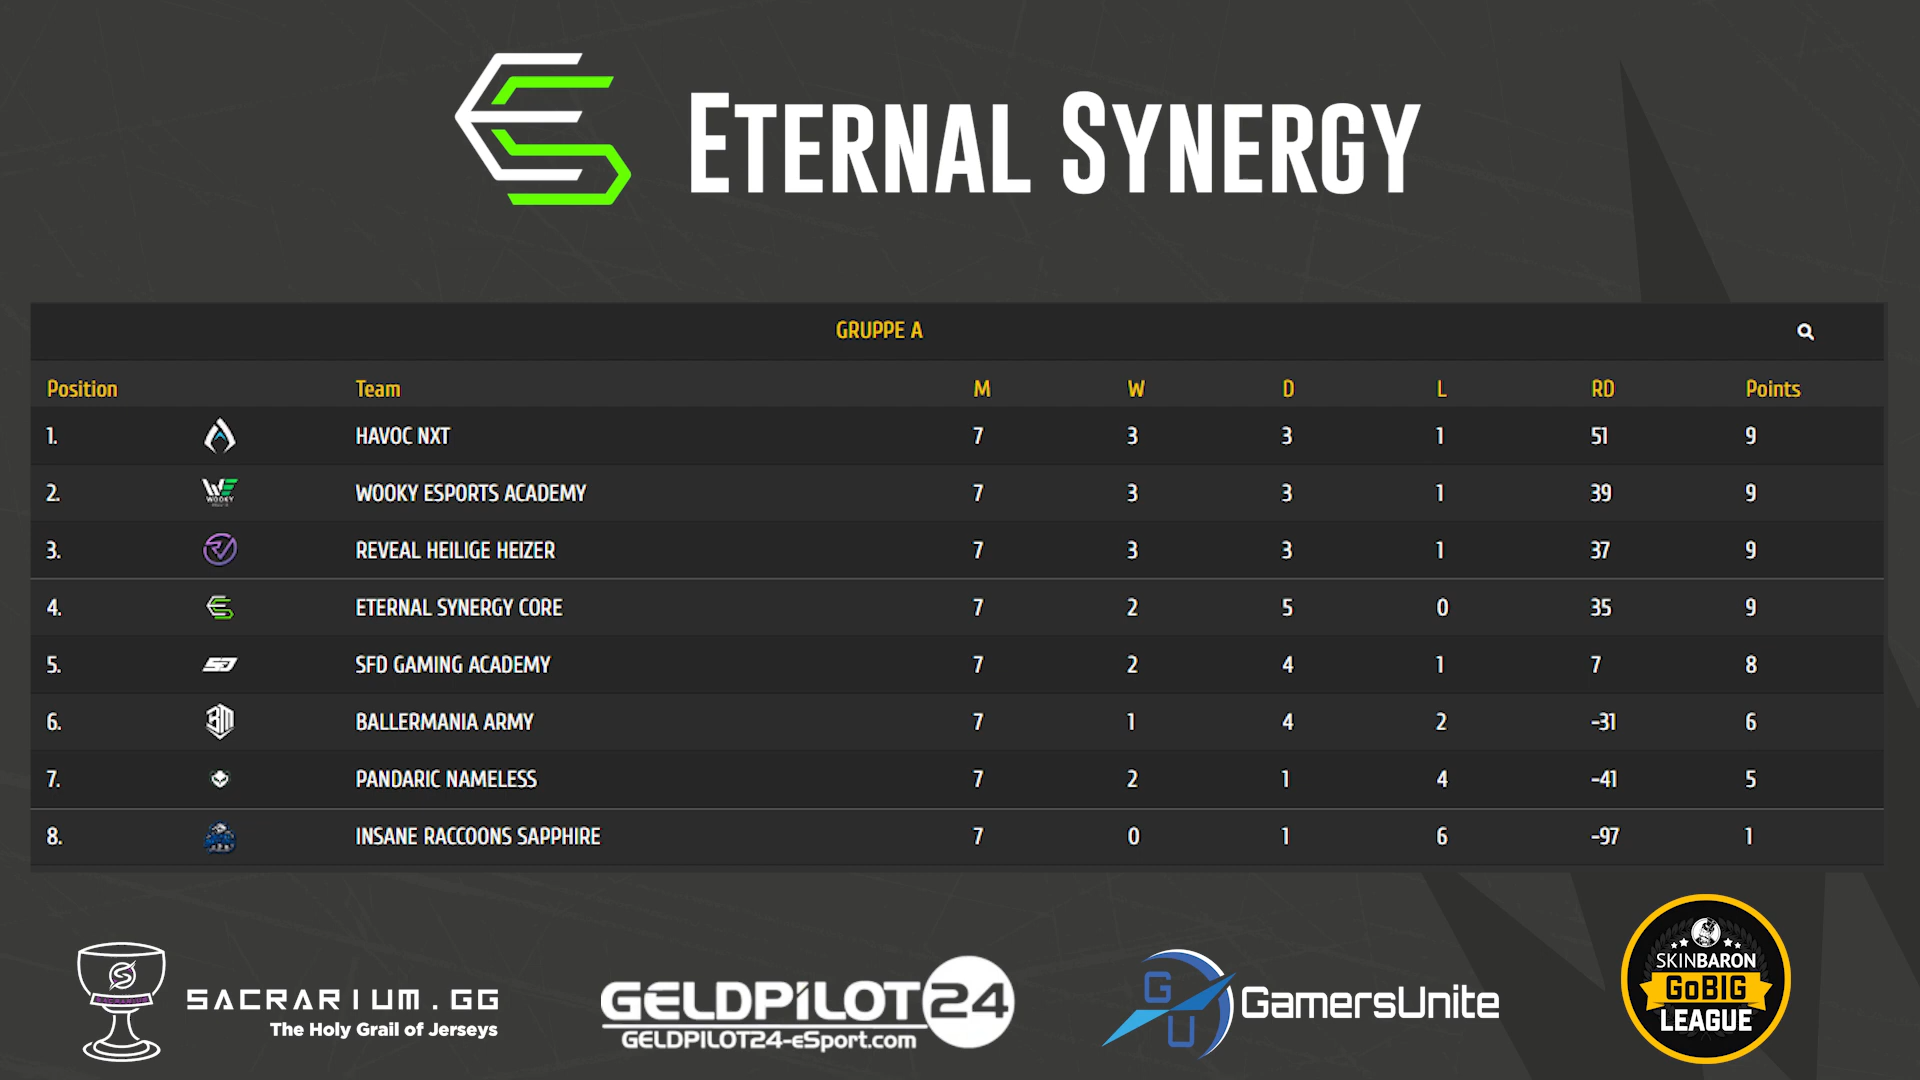 ETERNAL SYNERGY
GRUPPE A
Position Team M W D L RD Points
1. HAVOC NXT 7 3 3 1 51 9
2. WOOKY ESPORTS ACADEMY 7 3 3 1 39 9
3. REVEAL HEILIGE HEIZER 7 3 3 1 37 9
4. ETERNAL SYNERGY CORE 7 2 5 0 35 9
5. SFD GAMING ACADEMY 7 2 4 1 7 8
6. BALLERMANIA ARMY 7 1 4 2 -31 6
7. PANDARIC NAMELESS 7 2 1 4 -41 5
8. INSANE RACCOONS SAPPHIRE 7 0 1 6 -97 1
SACRARIUM.GG
The Holy Grail of Jerseys
GELDPILOT24
GELDPILOT24-eSport.com
GU GamersUnite
SKINBARON
GoBIG
LEAGUE